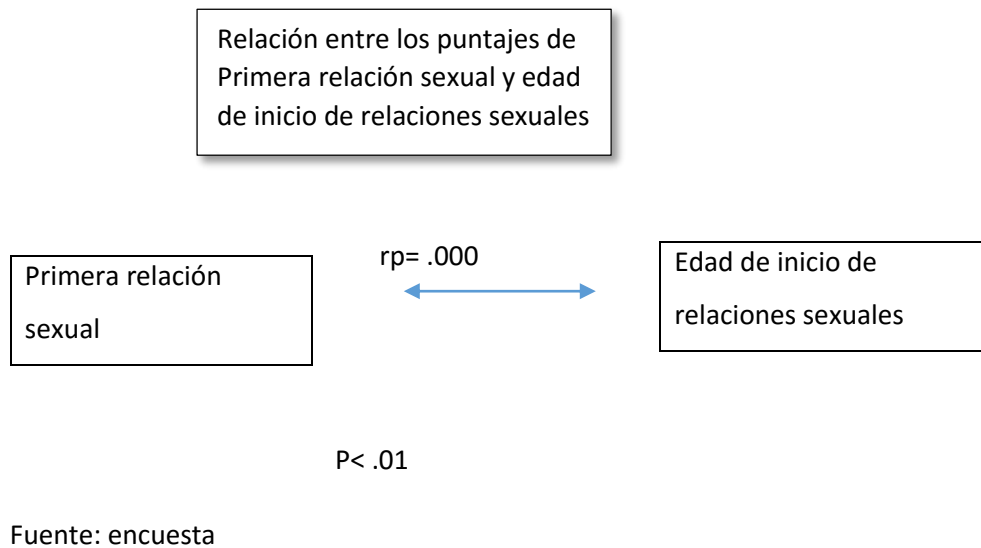 Relación entre los puntajes de
Primera relación sexual y edad
de inicio de relaciones sexuales
Primera relación
sexual
rp= .000
Edad de inicio de
relaciones sexuales
P< .01
Fuente: encuesta